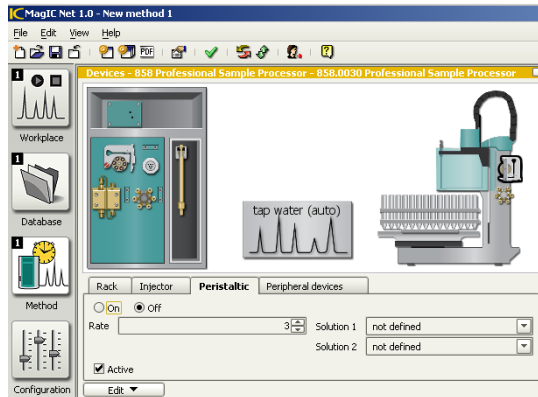 MagIC Net 1.0 - New method 1
File Edit View Help
PDF
Devices - 858 Professional Sample Processor - 858.0030 Professional Sample Processor
1
Workplace
1
Database
1
Method
Configuration
tap water (auto)
Rack Injector Peristaltic Peripheral devices
On Off
Rate 3 Solution 1 not defined
Solution 2 not defined
Active
Edit